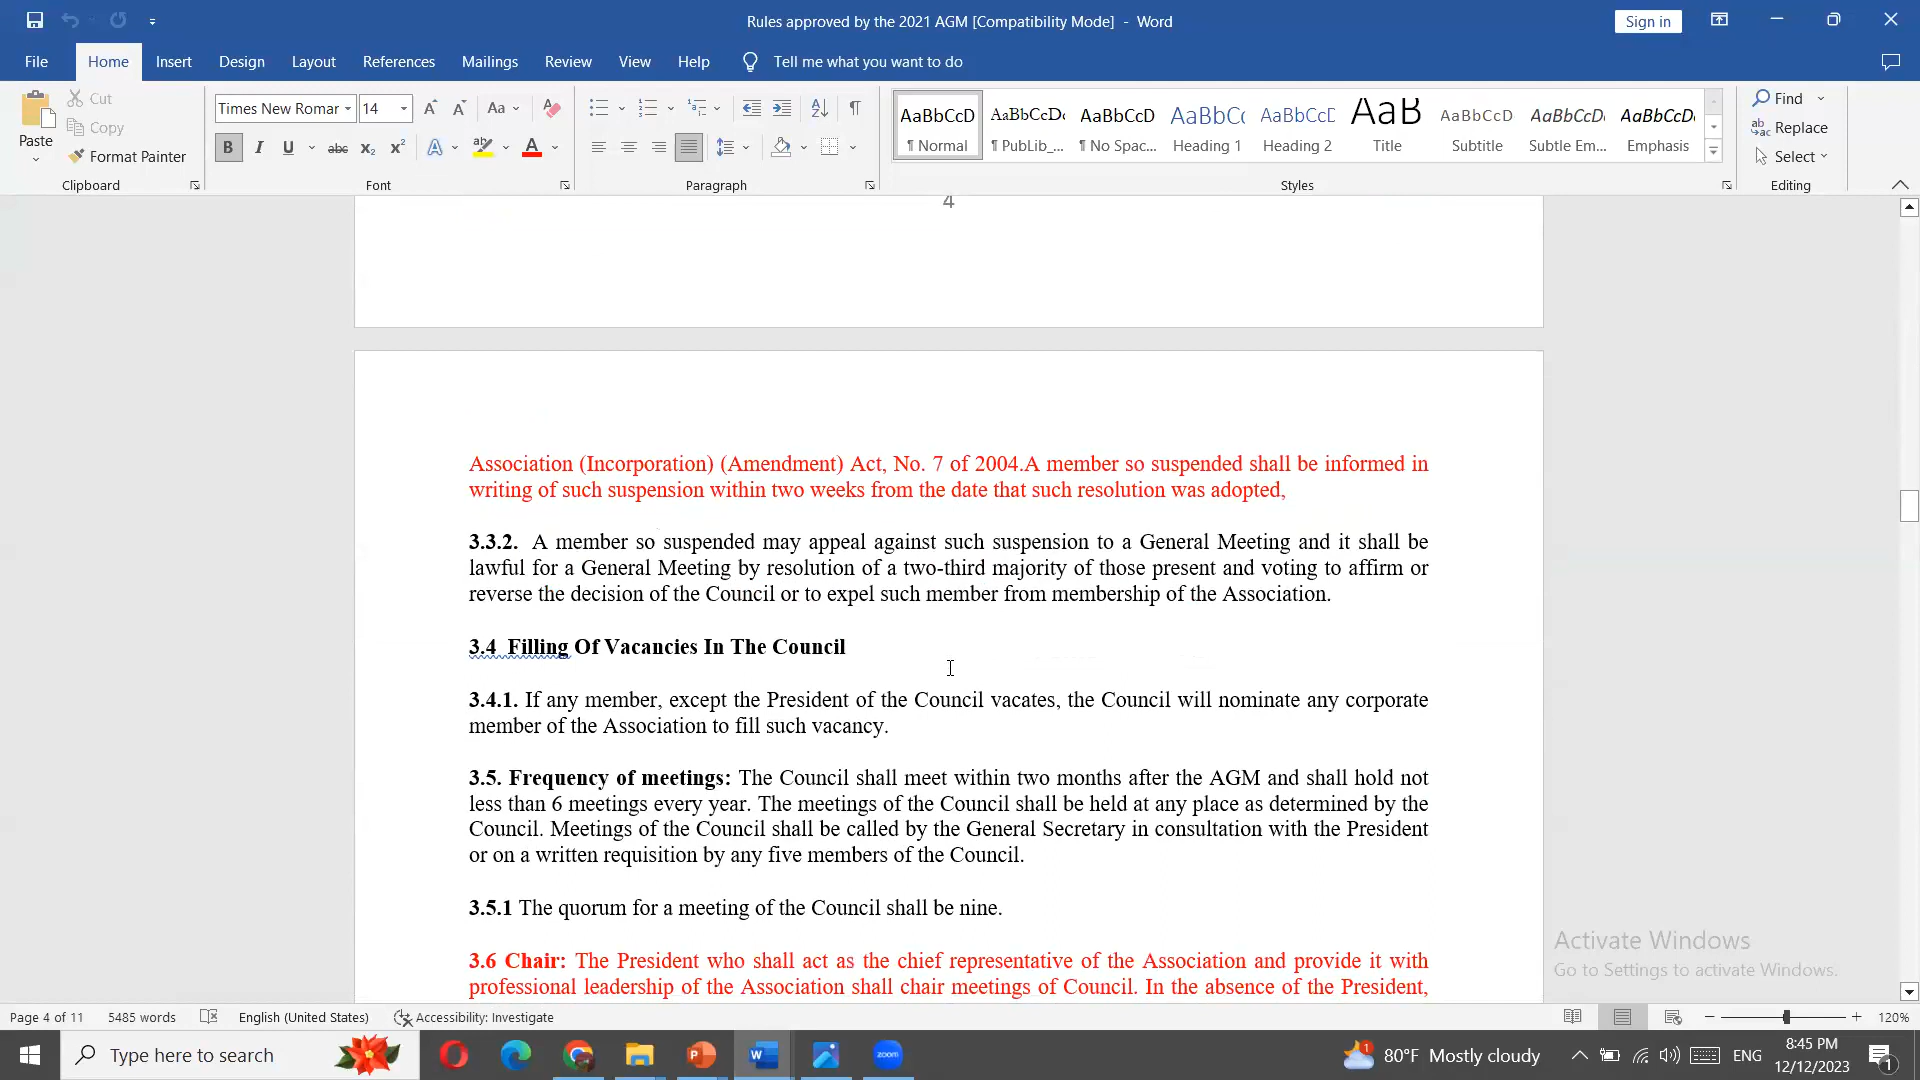 Rules approved by the 2021 AGM [Compatibility Mode] - Word
Sign in
File Home Insert Design Layout References Mailings Review View Help Tell me what you want to do
Paste
Cut
Copy
Format Painter
Clipboard
Times New Romar 14
Font
Paragraph
AaBbCcD AaBbCcDc AaBbCcD AaBbCc AaBbCcD AaB AaBbCcD AaBbCcDt AaBbCcD
¶ Normal ¶ PubLib_... ¶ No Spac... Heading 1 Heading 2 Title Subtitle Subtle Em... Emphasis
Styles
Find
Replace
Select
Editing
4
Association (Incorporation) (Amendment) Act, No. 7 of 2004.A member so suspended shall be informed in
writing of such suspension within two weeks from the date that such resolution was adopted,
3.3.2. A member so suspended may appeal against such suspension to a General Meeting and it shall be
lawful for a General Meeting by resolution of a two-third majority of those present and voting to affirm or
reverse the decision of the Council or to expel such member from membership of the Association.
3.4 Filling Of Vacancies In The Council
3.4.1. If any member, except the President of the Council vacates, the Council will nominate any corporate
member of the Association to fill such vacancy.
3.5. Frequency of meetings: The Council shall meet within two months after the AGM and shall hold not
less than 6 meetings every year. The meetings of the Council shall be held at any place as determined by the
Council. Meetings of the Council shall be called by the General Secretary in consultation with the President
or on a written requisition by any five members of the Council.
3.5.1 The quorum for a meeting of the Council shall be nine.
3.6 Chair: The President who shall act as the chief representative of the Association and provide it with
professional leadership of the Association shall chair meetings of Council. In the absence of the President,
Activate Windows
Go to Settings to activate Windows.
Page 4 of 11 5485 words English (United States) Accessibility: Investigate 120%
Type here to search
zoom
80°F Mostly cloudy
ENG
8:45 PM
12/12/2023